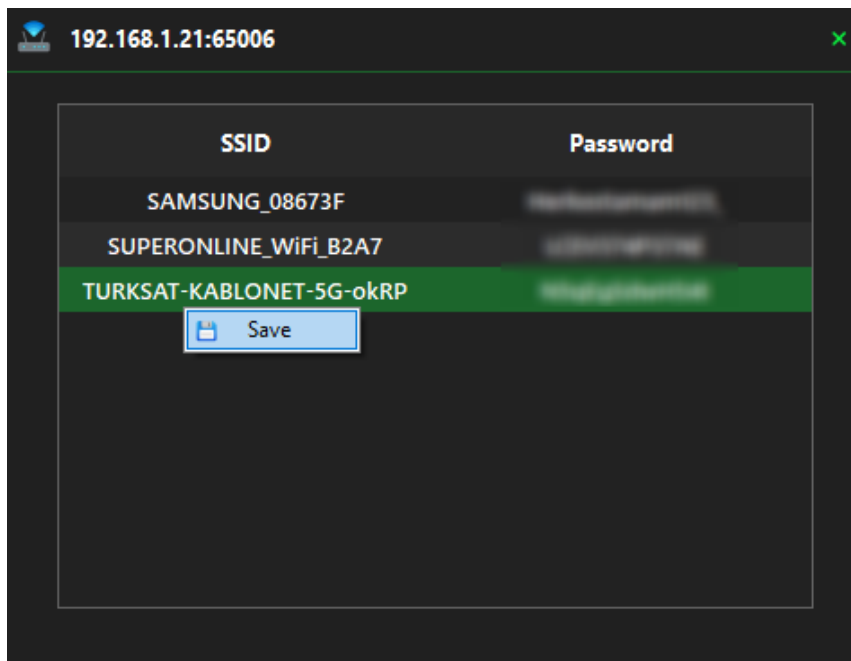 192.168.1.21:65006
SSID Password
SAMSUNG_08673F
SUPERONLINE_WiFi_B2A7
TURKSAT-KABLONET-5G-okRP
Save